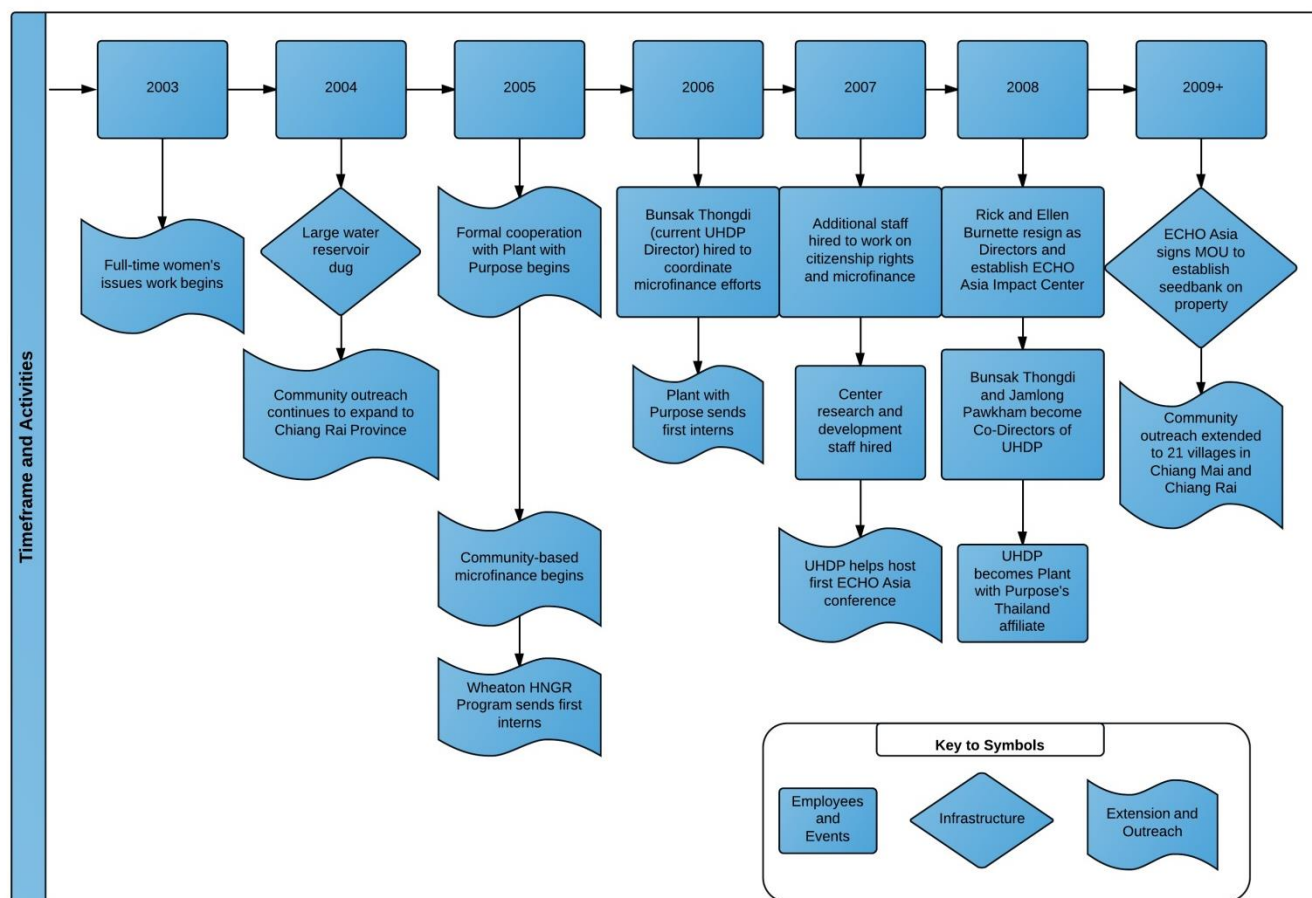 Timeframe and Activities
2003
2004
2005
2006
2007
2008
2009+
Full-time women's
issues work begins
Large water
reservoir
dug
Community outreach
continues to expand to
Chiang Rai Province
Formal cooperation
with Plant with
Purpose begins
Community-based
microfinance begins
Wheaton HNGR
Program sends first
interns
Bunsak Thongdi
(current UHDP
Director) hired to
coordinate
microfinance efforts
Plant with
Purpose sends
first interns
Additional staff
hired to work on
citizenship rights
and microfinance
Center
research and
development
staff hired
UHDP helps host
first ECHO Asia
conference
Rick and Ellen
Burnette resign as
Directors and
establish ECHO
Asia Impact Center
Bunsak Thongdi
and Jamlong
Pawkham become
Co-Directors of
UHDP
UHDP
becomes Plant
with Purpose's
Thailand
affiliate
ECHO Asia
signs MOU to
establish
seedbank on
property
Community
outreach extended
to 21 villages in
Chiang Mai and
Chiang Rai
Key to Symbols
Employees
and
Events
Infrastructure
Extension and
Outreach